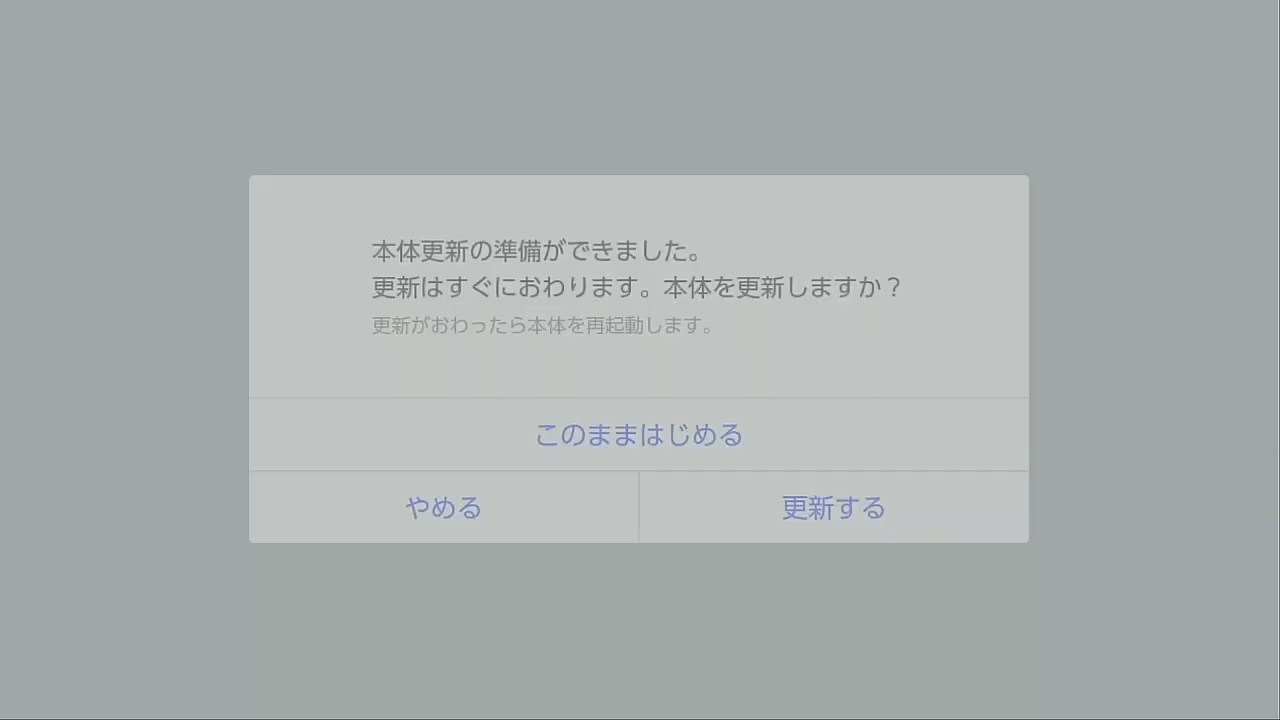 本体更新の準備ができました。
更新はすぐにおわります。本体を更新しますか？
更新がおわったら本体を再起動します。
このままはじめる
やめる
更新する